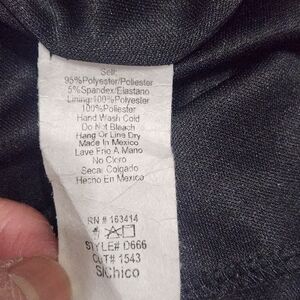 Self:
95%Polyester/Poliester
5%Spandex/Elastano
Lining:100%Polyester
100%Poliester
Hand Wash Cold
Do Not Bleach
Hang Or Line Dry
Made In Mexico
Lave Frio A Mano
No Cloro
Secar Colgado
Hecho En Mexico
RN # 163414
STYLE# D666
CUT# 1543
S\Chico